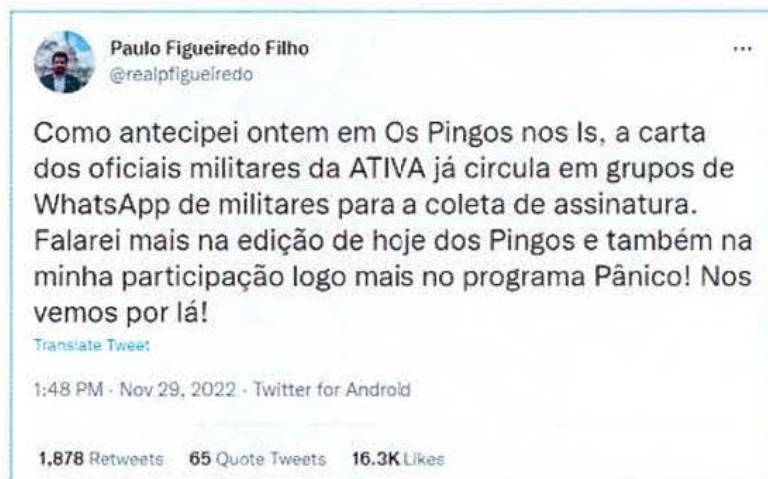 Paulo Figueiredo Filho
@realpfigueiredo
...
Como antecipei ontem em Os Pingos nos Is, a carta
dos oficiais militares da ATIVA já circula em grupos de
WhatsApp de militares para a coleta de assinatura.
Falarei mais na edição de hoje dos Pingos e também na
minha participação logo mais no programa Pânico! Nos
vemos por lá!
Translate Tweet
1:48 PM · Nov 29, 2022 · Twitter for Android
1,878 Retweets 65 Quote Tweets 16.3K Likes